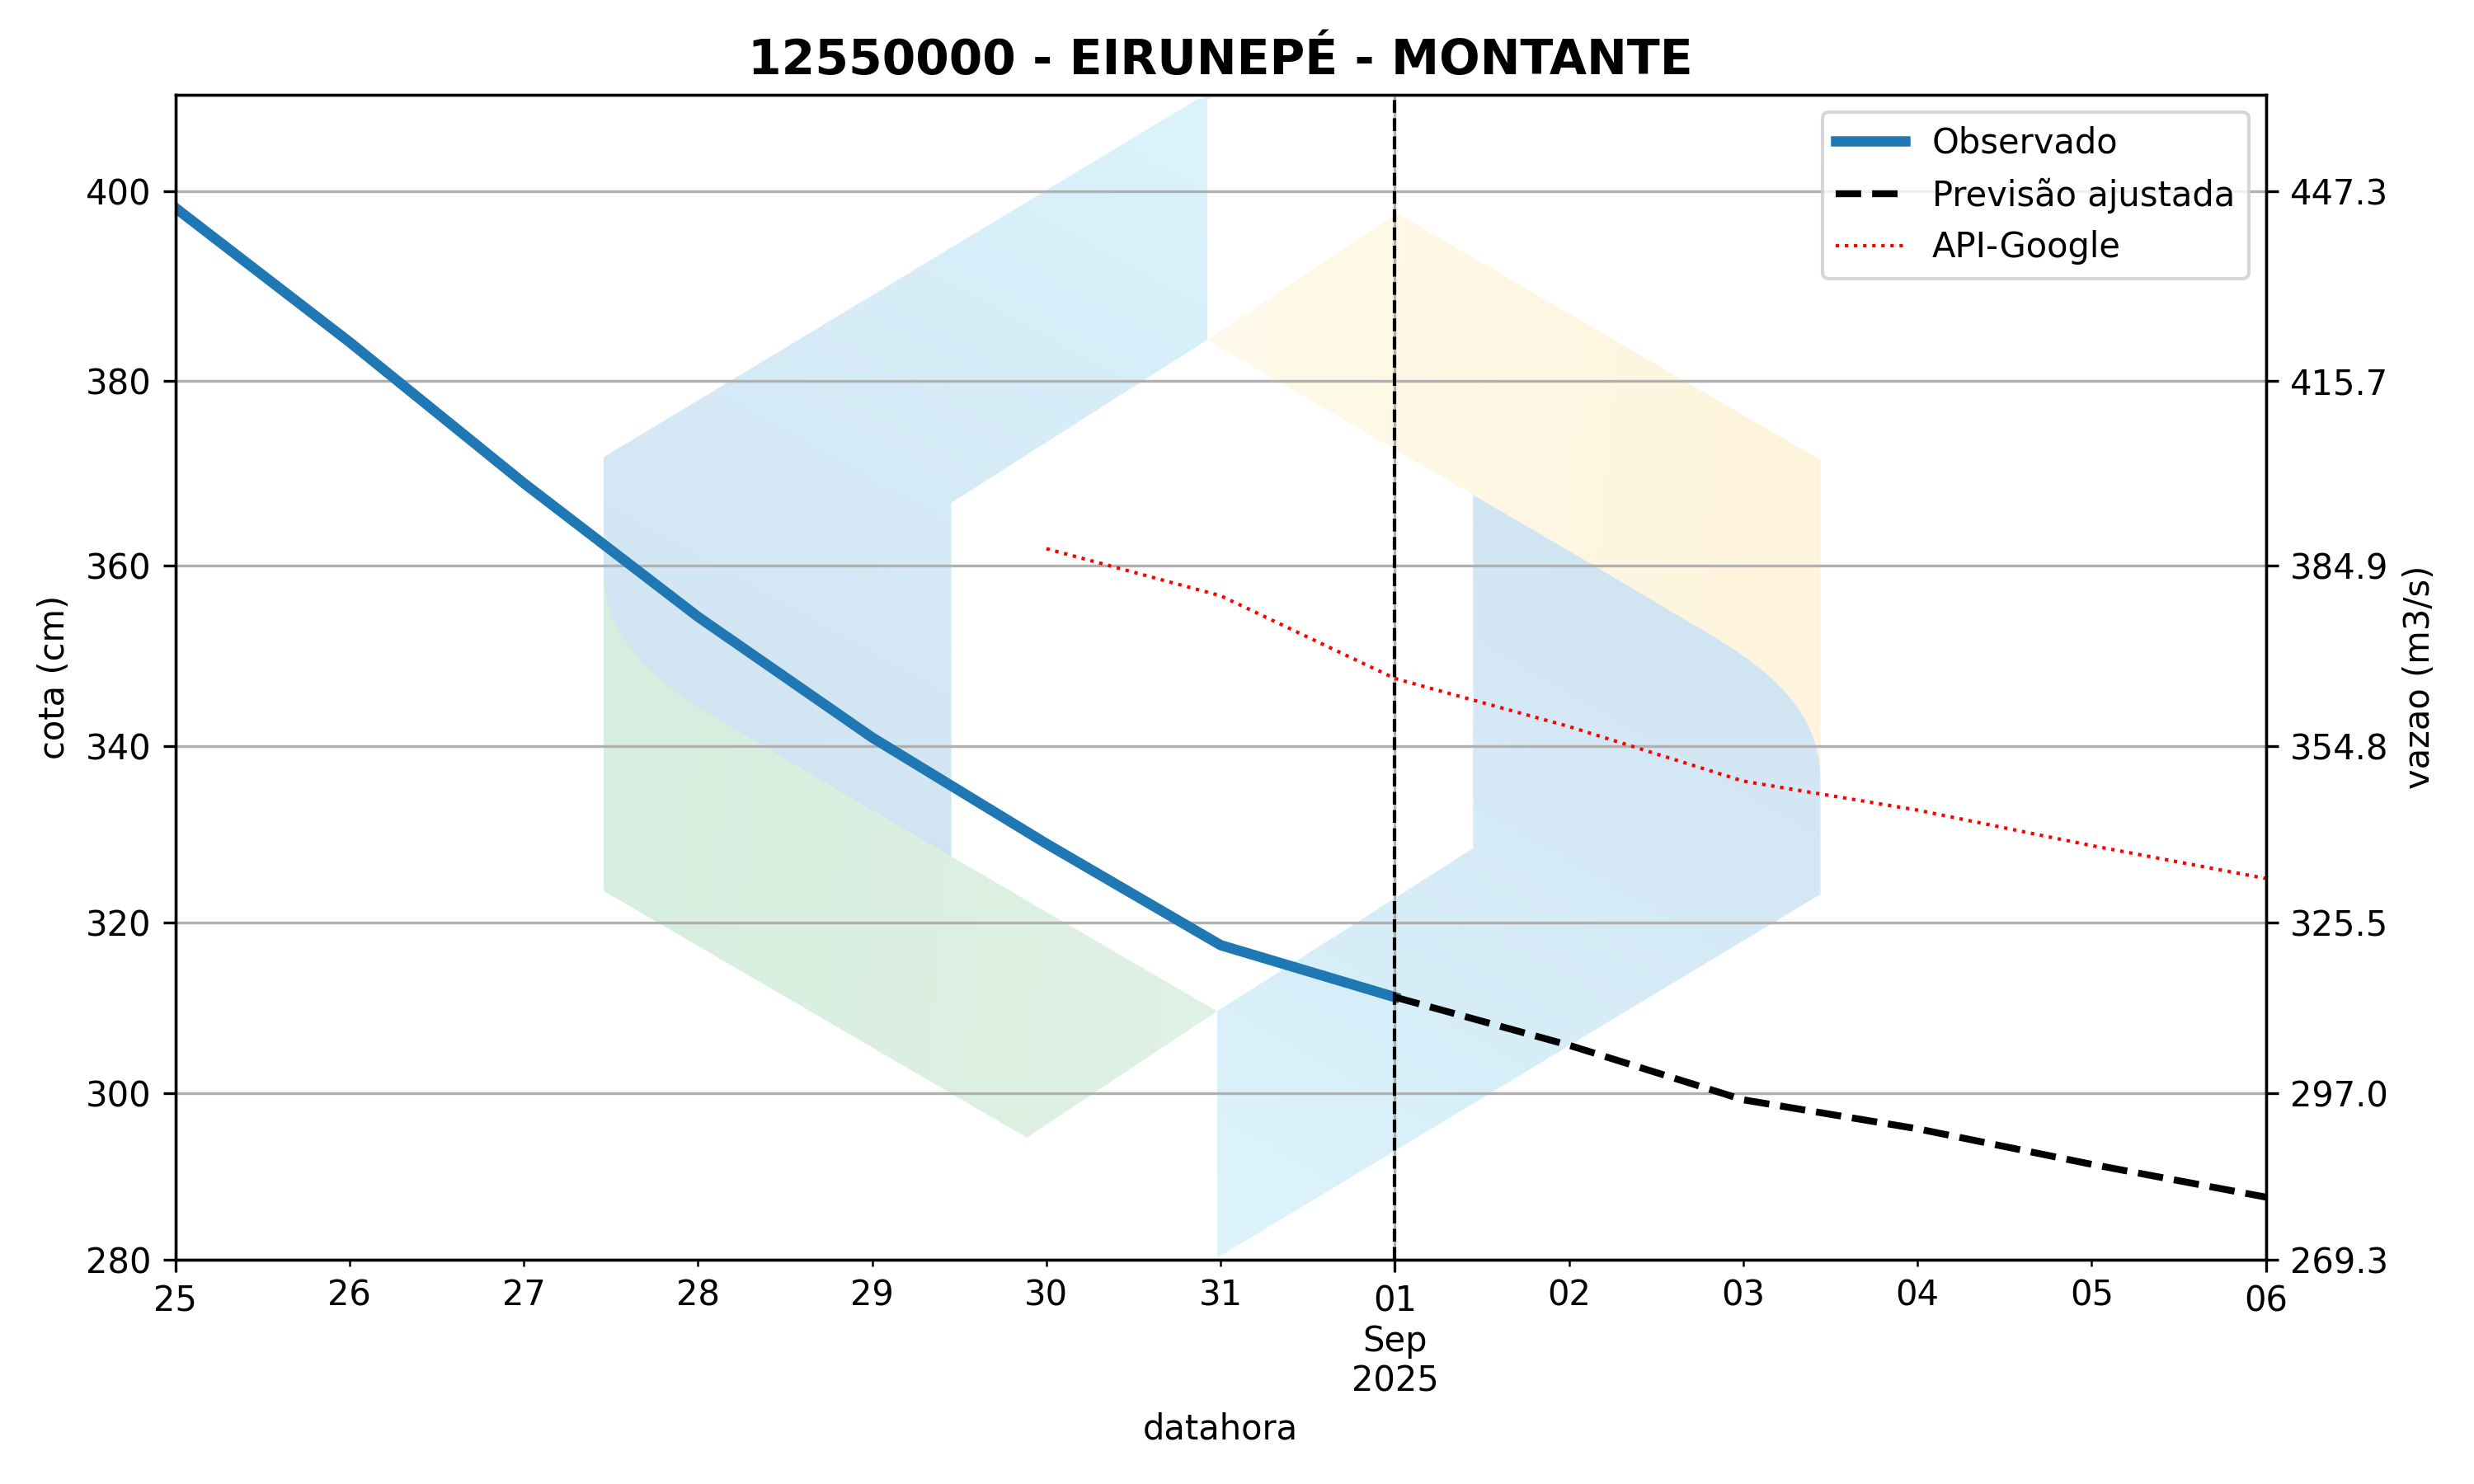 12550000 - EIRUNEPÉ - MONTANTE
Observado
Previsão ajustada
API-Google
400
380
360
340
320
300
280
cota (cm)
447.3
415.7
384.9
354.8
325.5
297.0
269.3
vazao (m3/s)
25 26 27 28 29 30 31 01 02 03 04 05 06
Sep
2025
datahora